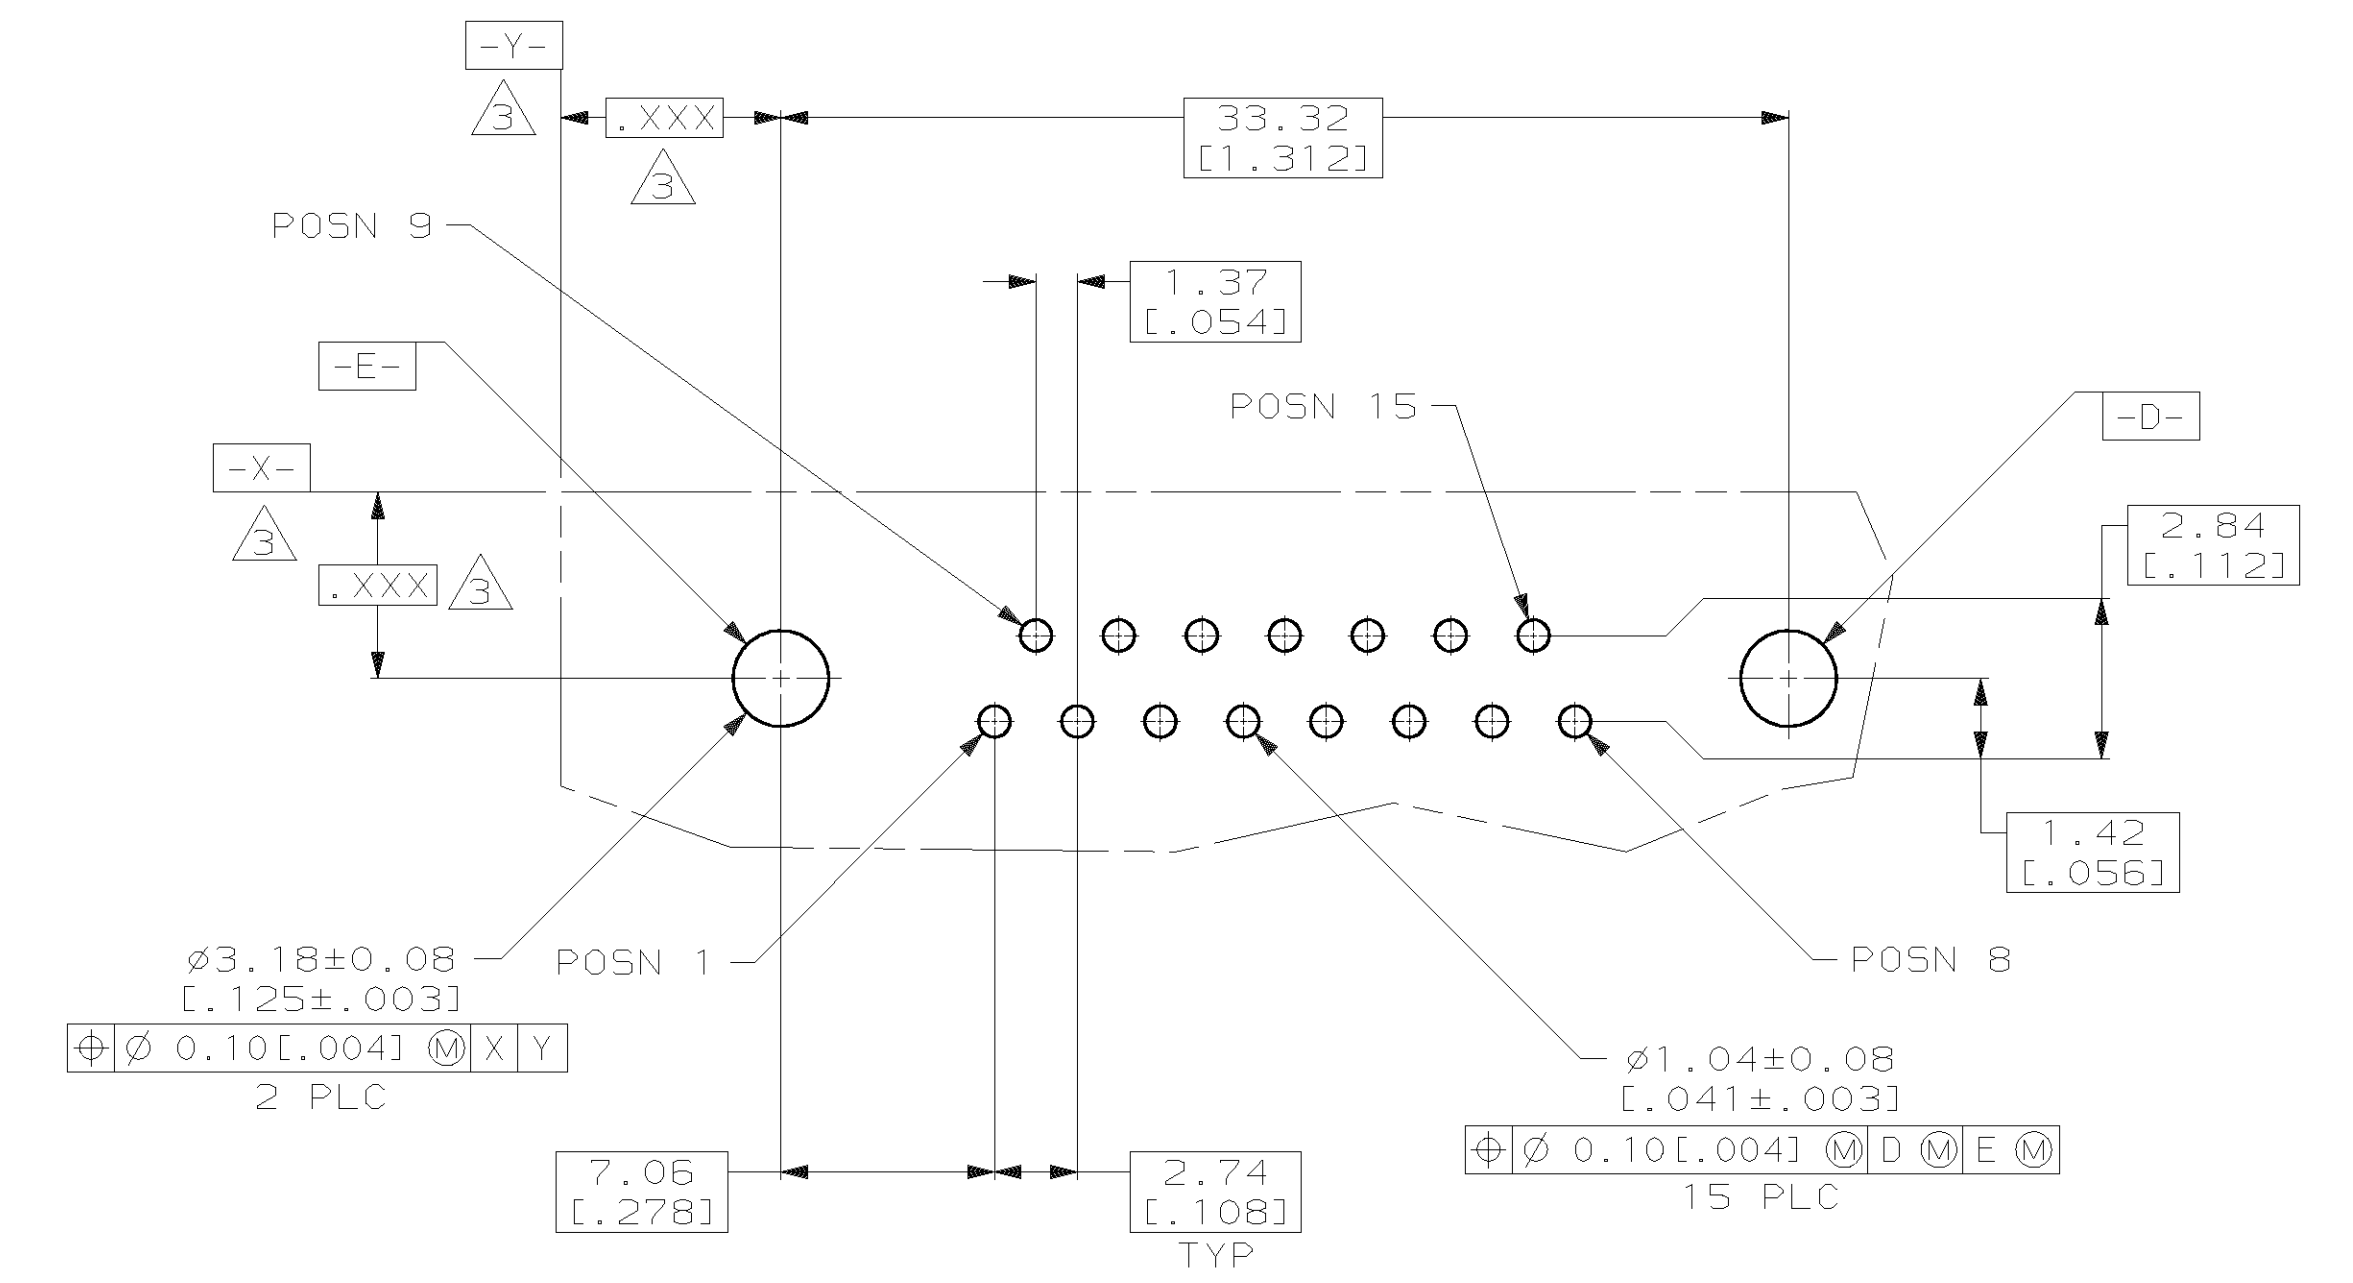 -Y-
3
.XXX
3
33.32
[1.312]
POSN 9
1.37
[.054]
-E-
POSN 15
-D-
-X-
3
.XXX
3
2.84
[.112]
1.42
[.056]
⌀3.18±0.08
[.125±.003]
⌖ ⌀ 0.10[.004] Ⓜ X Y
2 PLC
POSN 1
POSN 8
⌀1.04±0.08
[.041±.003]
⌖ ⌀ 0.10[.004] Ⓜ D Ⓜ E Ⓜ
15 PLC
7.06
[.278]
2.74
[.108]
TYP